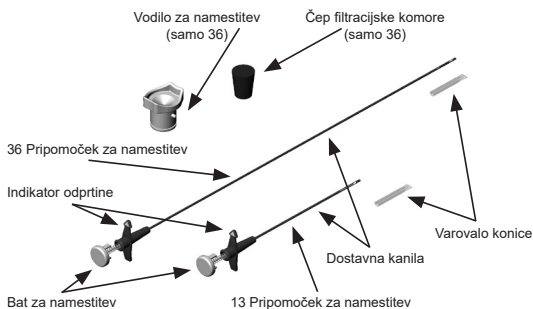 Vodilo za namestitev
(samo 36)
Čep filtracijske komore
(samo 36)
36 Pripomoček za namestitev
Indikator odprtine
Varovalo konice
Dostavna kanila
Bat za namestitev
13 Pripomoček za namestitev